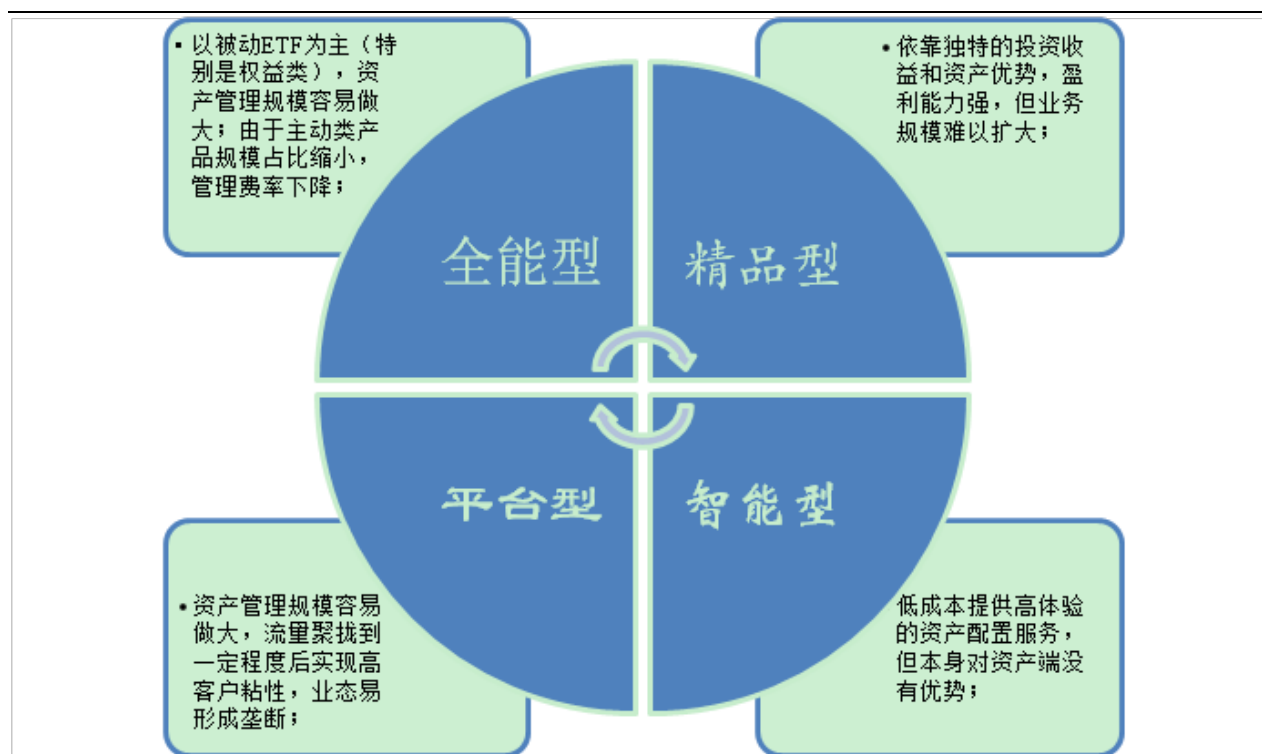 ▪ 以被动ETF为主（特
别是权益类），资
产管理规模容易做
大；由于主动类产
品规模占比缩小，
管理费率下降；
• 依靠独特的投资收
益和资产优势，盈
利能力强，但业务
规模难以扩大；
全能型
精品型
平台型
智能型
• 资产管理规模容易
做大，流量聚拢到
一定程度后实现高
客户粘性，业态易
形成垄断；
低成本提供高体验
的资产配置服务，
但本身对资产端没
有优势；